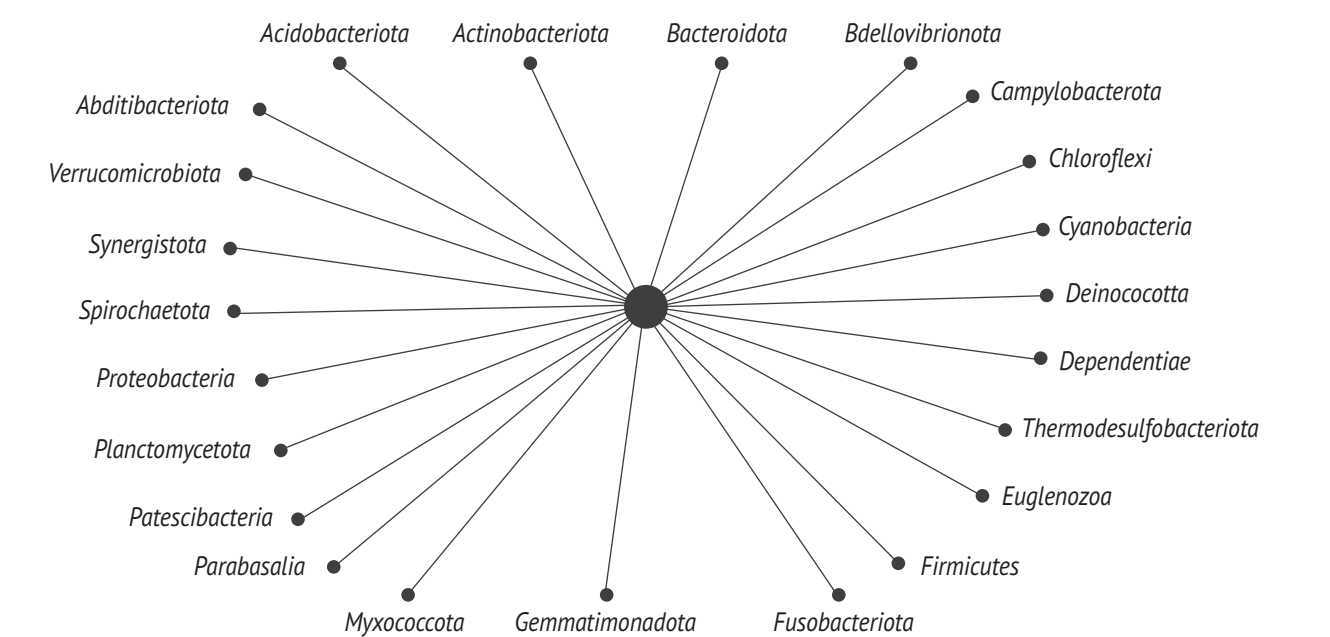 Acidobacteriota
Actinobacteriota
Bacteroidota
Bdellovibrionota
Campylobacterota
Abditibacteriota
Chloroflexi
Verrucomicrobiota
Cyanobacteria
Synergistota
Deinococotta
Spirochaetota
Dependentiae
Proteobacteria
Thermodesulfobacteriota
Planctomycetota
Euglenozoa
Patescibacteria
Parabasalia
Firmicutes
Myxococcota
Gemmatimonadota
Fusobacteriota